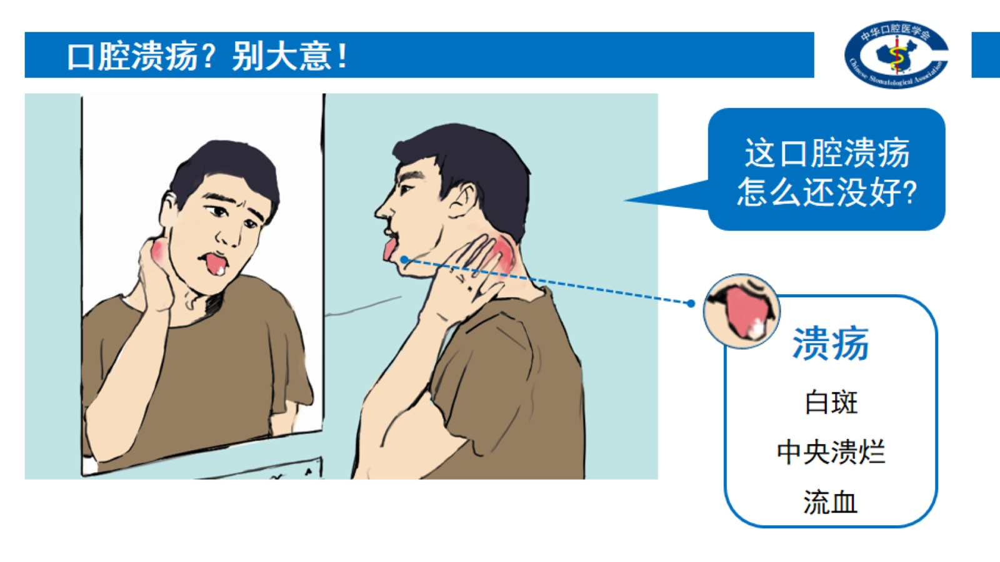 口腔溃疡？别大意！
中华口腔医学会
Chinese Stomatological Association
这口腔溃疡
怎么还没好？
溃疡
白斑
中央溃烂
流血